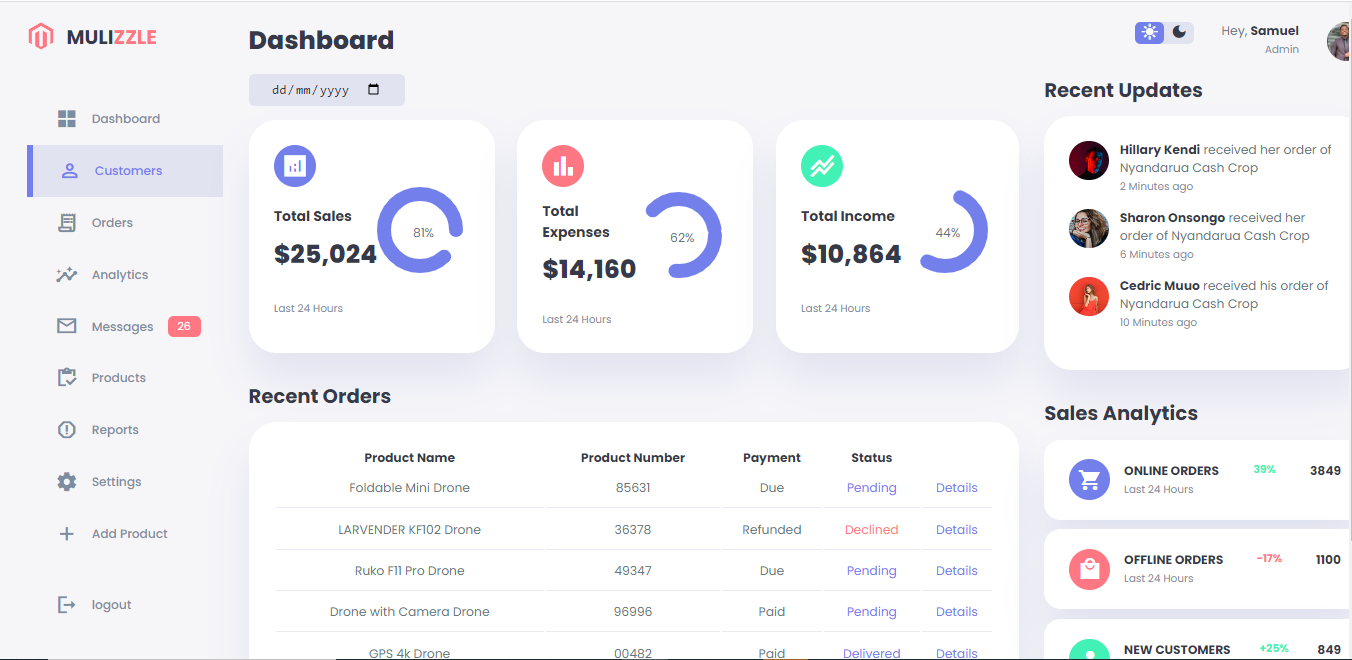 MULIZZLE
Dashboard
Customers
Orders
Analytics
Messages 26
Products
Reports
Settings
Add Product
logout
Dashboard
dd/mm/yyyy
Total Sales
$25,024
81%
Last 24 Hours
Total
Expenses
$14,160
62%
Last 24 Hours
Total Income
$10,864
44%
Last 24 Hours
Recent Orders
Product Name Product Number Payment Status
Foldable Mini Drone 85631 Due Pending Details
LARVENDER KF102 Drone 36378 Refunded Declined Details
Ruko F11 Pro Drone 49347 Due Pending Details
Drone with Camera Drone 96996 Paid Pending Details
GPS 4k Drone 00482 Paid Delivered Details
Hey, Samuel
Admin
Recent Updates
Hillary Kendi received her order of
Nyandarua Cash Crop
2 Minutes ago
Sharon Onsongo received her
order of Nyandarua Cash Crop
6 Minutes ago
Cedric Muuo received his order of
Nyandarua Cash Crop
10 Minutes ago
Sales Analytics
ONLINE ORDERS 39% 3849
Last 24 Hours
OFFLINE ORDERS -17% 1100
Last 24 Hours
NEW CUSTOMERS +25% 849